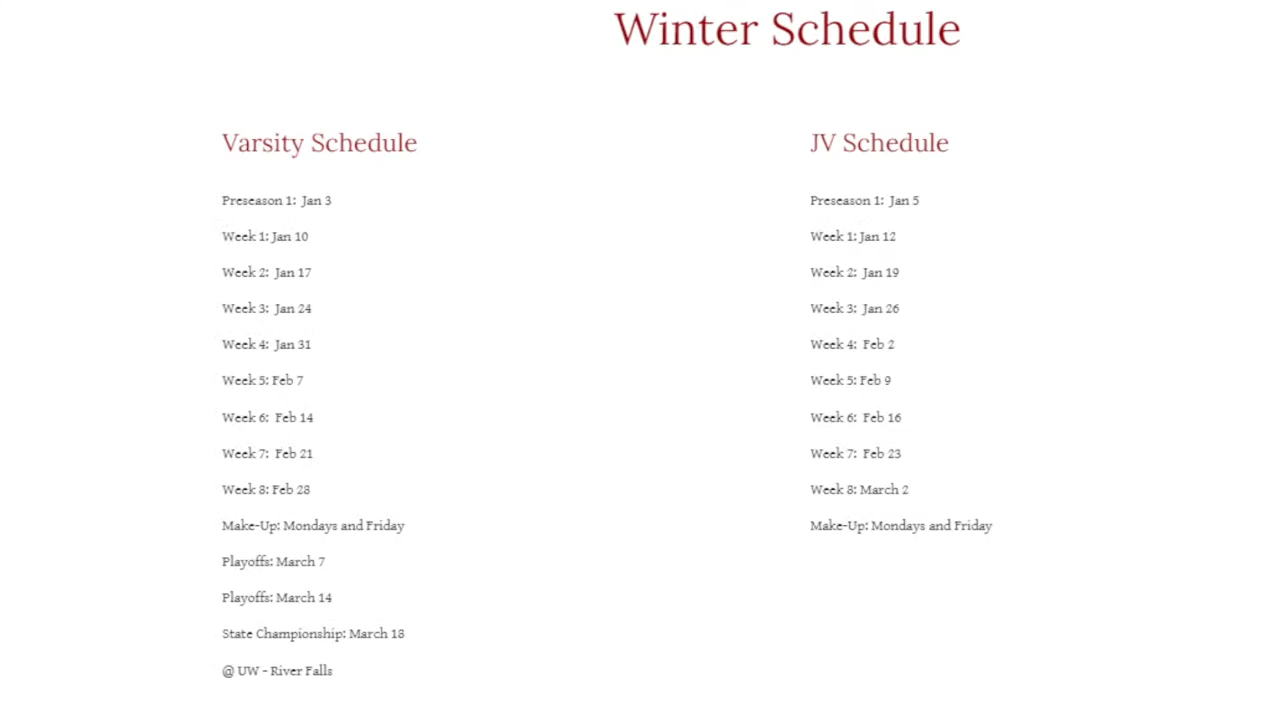 Winter Schedule
Varsity Schedule
Preseason 1:  Jan 3
Week 1: Jan 10
Week 2:  Jan 17
Week 3:  Jan 24
Week 4:  Jan 31
Week 5: Feb 7
Week 6:  Feb 14
Week 7:  Feb 21
Week 8: Feb 28
Make-Up: Mondays and Friday
Playoffs: March 7
Playoffs: March 14
State Championship: March 18
@ UW - River Falls
JV Schedule
Preseason 1:  Jan 5
Week 1: Jan 12
Week 2:  Jan 19
Week 3:  Jan 26
Week 4:  Feb 2
Week 5: Feb 9
Week 6:  Feb 16
Week 7:  Feb 23
Week 8: March 2
Make-Up: Mondays and Friday